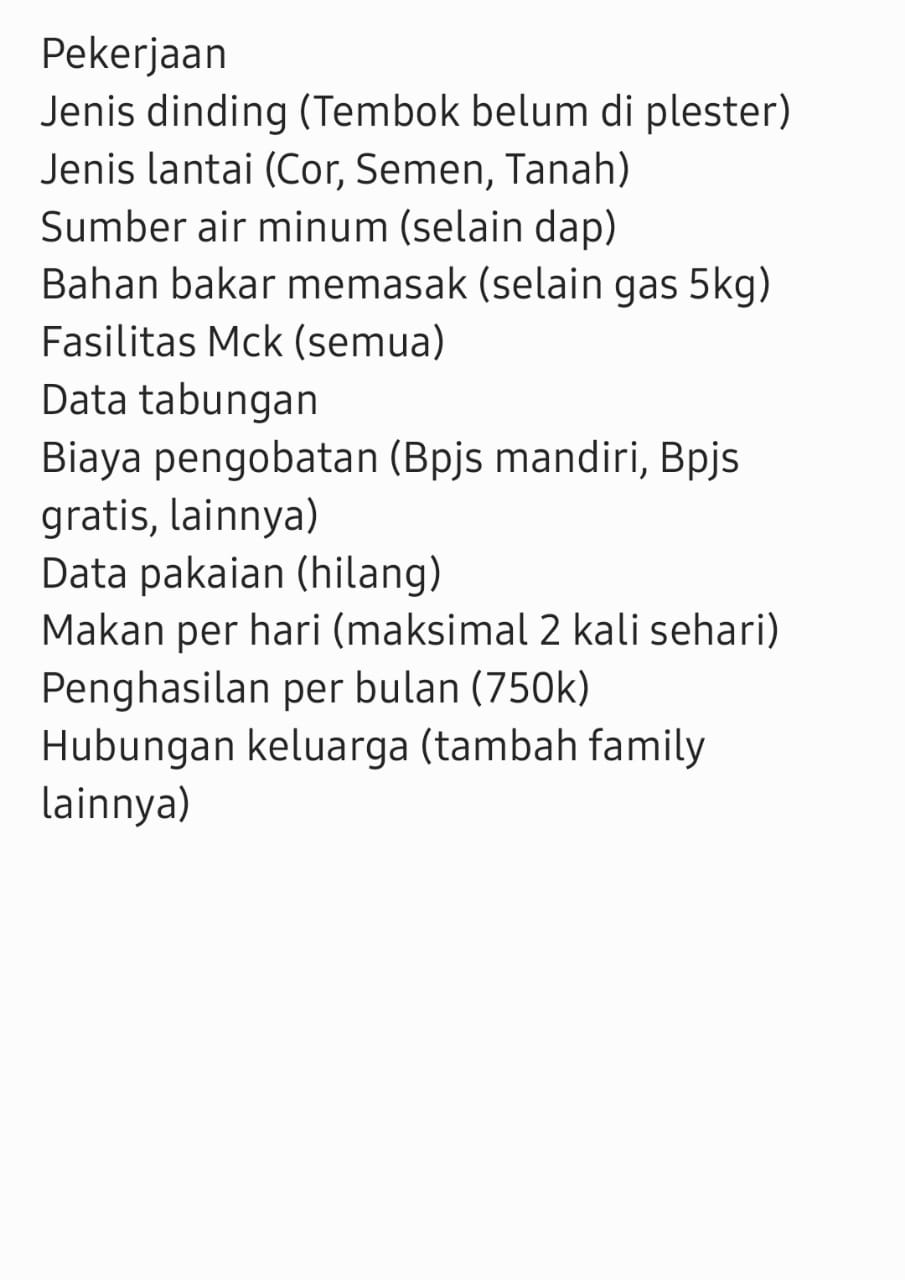 Pekerjaan
Jenis dinding (Tembok belum di plester)
Jenis lantai (Cor, Semen, Tanah)
Sumber air minum (selain dap)
Bahan bakar memasak (selain gas 5kg)
Fasilitas Mck (semua)
Data tabungan
Biaya pengobatan (Bpjs mandiri, Bpjs
gratis, lainnya)
Data pakaian (hilang)
Makan per hari (maksimal 2 kali sehari)
Penghasilan per bulan (750k)
Hubungan keluarga (tambah family
lainnya)